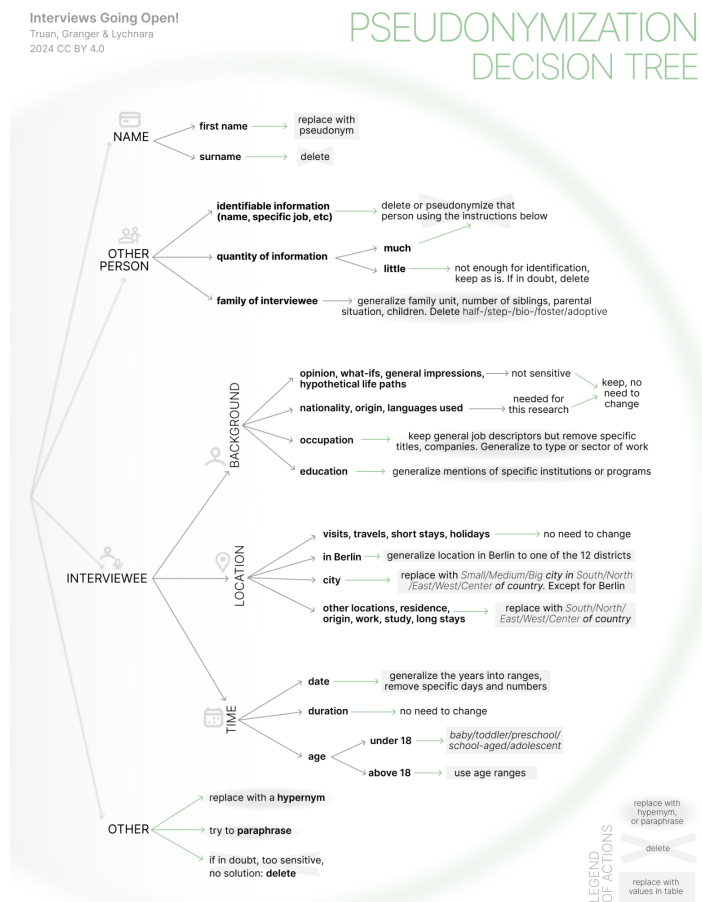 Interviews Going Open!
Truan, Granger & Lychnara
2024 CC BY 4.0
PSEUDONYMIZATION
DECISION TREE
NAME
first name
replace with
pseudonym
surname
delete
OTHER
PERSON
identifiable information
(name, specific job, etc)
delete or pseudonymize that
person using the instructions below
quantity of information
much
little
not enough for identification,
keep as is. If in doubt, delete
family of interviewee
generalize family unit, number of siblings, parental
situation, children. Delete half-/step-/bio-/foster/adoptive
INTERVIEWEE
BACKGROUND
opinion, what-ifs, general impressions,
hypothetical life paths
not sensitive
nationality, origin, languages used
needed for
this research
keep, no
need to
change
occupation
keep general job descriptors but remove specific
titles, companies. Generalize to type or sector of work
education
generalize mentions of specific institutions or programs
LOCATION
visits, travels, short stays, holidays
no need to change
in Berlin
generalize location in Berlin to one of the 12 districts
city
replace with Small/Medium/Big city in South/North
/East/West/Center of country. Except for Berlin
other locations, residence,
origin, work, study, long stays
replace with South/North/
East/West/Center of country
TIME
date
generalize the years into ranges,
remove specific days and numbers
duration
no need to change
age
under 18
baby/toddler/preschool/
school-aged/adolescent
above 18
use age ranges
OTHER
replace with a hypernym
try to paraphrase
if in doubt, too sensitive,
no solution: delete
LEGEND
OF ACTIONS
replace with
hypernym,
or paraphrase
delete
replace with
values in table